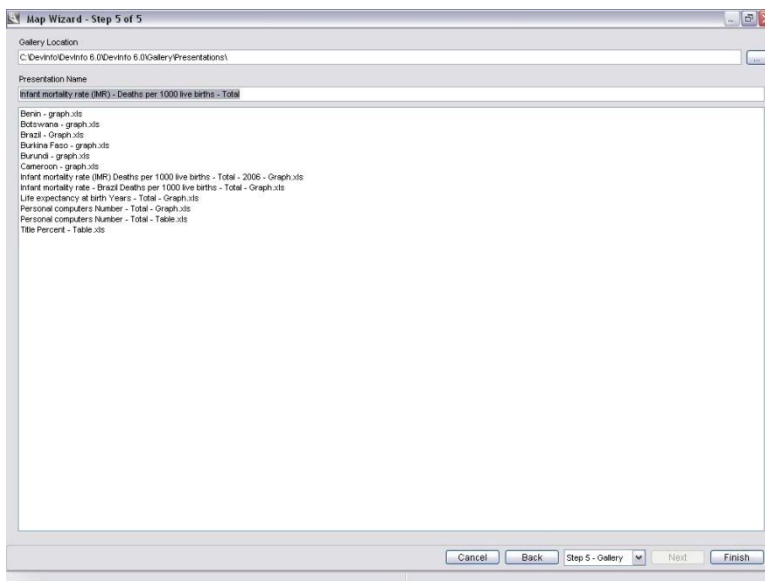 Map Wizard - Step 5 of 5
Gallery Location
C:\DevInfo\DevInfo 6.0\DevInfo 6.0\Gallery\Presentations\
...
Presentation Name
Infant mortality rate (IMR) - Deaths per 1000 live births - Total
Benin - graph.xls
Botswana - graph.xls
Brazil - Graph.xls
Burkina Faso - graph.xls
Burundi - graph.xls
Cameroon - graph.xls
Infant mortality rate (IMR) Deaths per 1000 live births - Total - 2006 - Graph.xls
Infant mortality rate - Brazil Deaths per 1000 live births - Total - Graph.xls
Life expectancy at birth Years - Total - Graph.xls
Personal computers Number - Total - Graph.xls
Personal computers Number - Total - Table.xls
Title Percent - Table.xls
Cancel Back Step 5 - Gallery Next Finish